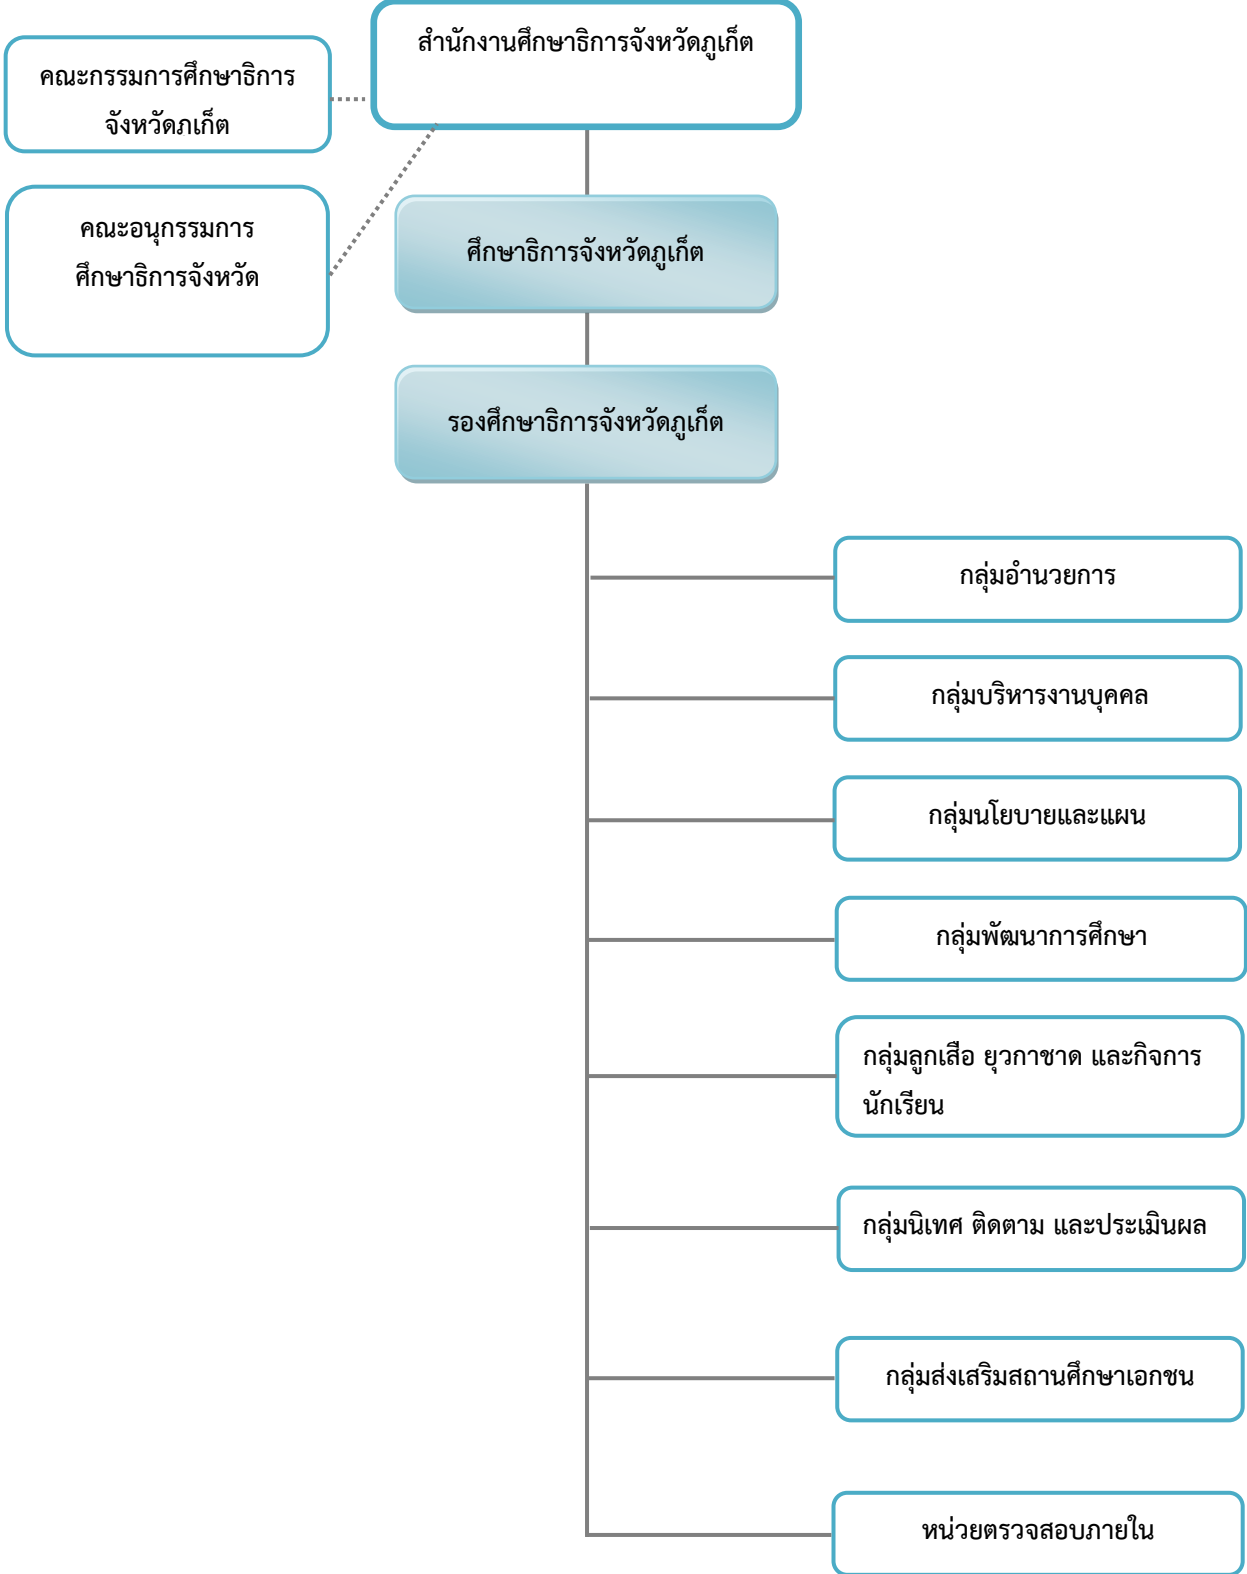 สำนักงานศึกษาธิการจังหวัดภูเก็ต
คณะกรรมการศึกษาธิการ
จังหวัดภเก็ต
คณะอนุกรรมการ
ศึกษาธิการจังหวัด
ศึกษาธิการจังหวัดภูเก็ต
รองศึกษาธิการจังหวัดภูเก็ต
กลุ่มอำนวยการ
กลุ่มบริหารงานบุคคล
กลุ่มนโยบายและแผน
กลุ่มพัฒนาการศึกษา
กลุ่มลูกเสือ ยุวกาชาด และกิจการ
นักเรียน
กลุ่มนิเทศ ติดตาม และประเมินผล
กลุ่มส่งเสริมสถานศึกษาเอกชน
หน่วยตรวจสอบภายใน